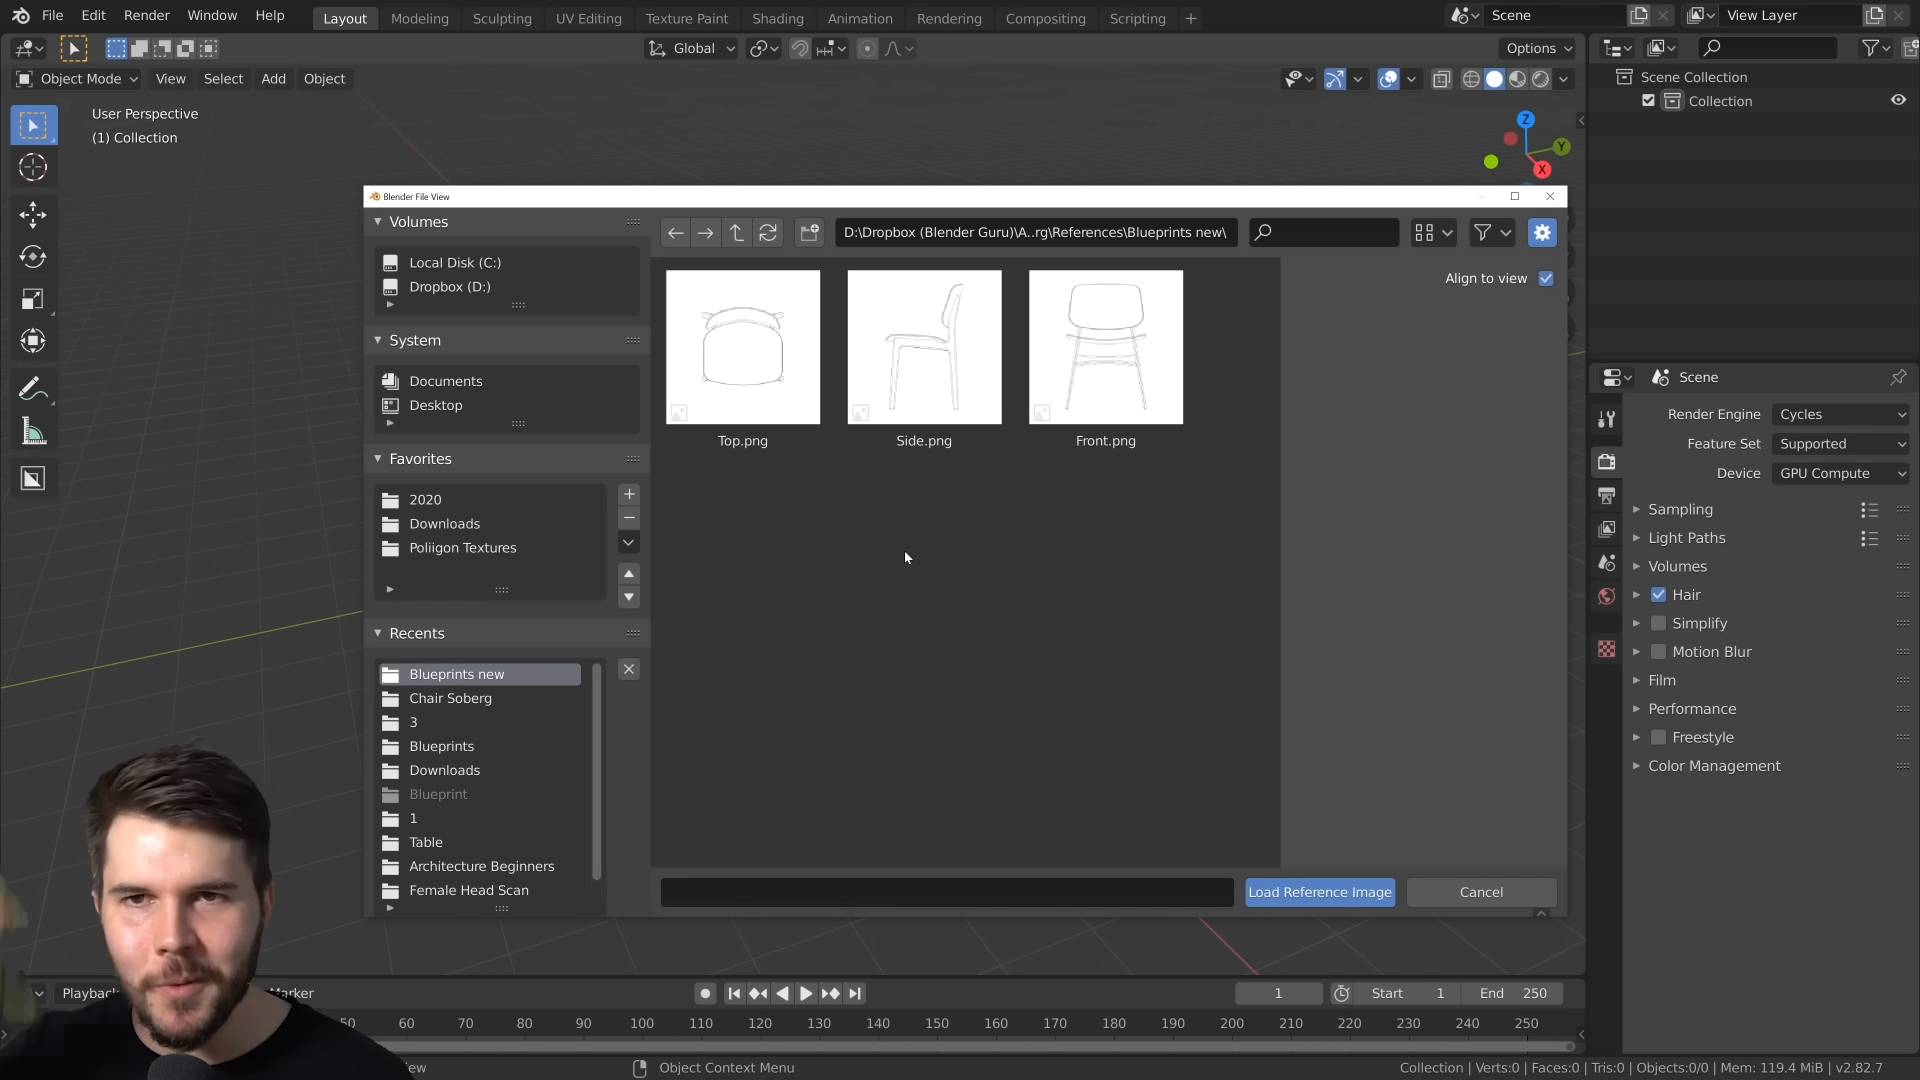 File Edit Render Window Help Layout Modeling Sculpting UV Editing Texture Paint Shading Animation Rendering Compositing Scripting + Scene View Layer
Global Options
Object Mode View Select Add Object
User Perspective
(1) Collection
Z
Y
X
Scene Collection
Collection
Blender File View
Volumes
Local Disk (C:)
Dropbox (D:)
System
Documents
Desktop
Favorites
2020
Downloads
Poliigon Textures
Recents
Blueprints new
Chair Soberg
3
Blueprints
Downloads
Blueprint
1
Table
Architecture Beginners
Female Head Scan
D:\Dropbox (Blender Guru)\A..rg\References\Blueprints new\
Top.png Side.png Front.png
Align to view
Load Reference Image Cancel
Scene
Render Engine Cycles
Feature Set Supported
Device GPU Compute
Sampling
Light Paths
Volumes
Hair
Simplify
Motion Blur
Film
Performance
Freestyle
Color Management
Playback Marker 1 Start 1 End 250
50 60 70 80 90 100 110 120 130 140 150 160 170 180 190 200 210 220 230 240 250
Object Context Menu Collection | Verts:0 | Faces:0 | Tris:0 | Objects:0/0 | Mem: 119.4 MiB | v2.82.7